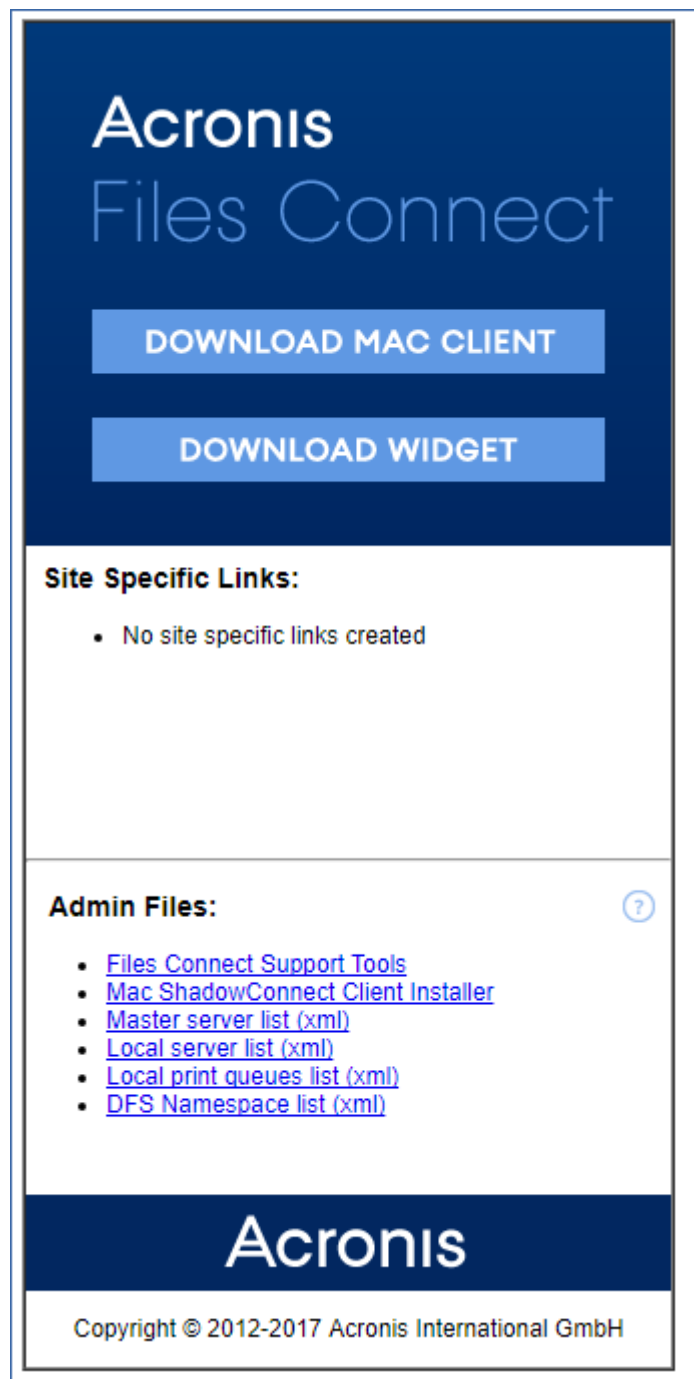 Acronis
Files Connect
DOWNLOAD MAC CLIENT
DOWNLOAD WIDGET
Site Specific Links:
• No site specific links created
Admin Files:
?
• Files Connect Support Tools
• Mac ShadowConnect Client Installer
• Master server list (xml)
• Local server list (xml)
• Local print queues list (xml)
• DFS Namespace list (xml)
Acronis
Copyright © 2012-2017 Acronis International GmbH